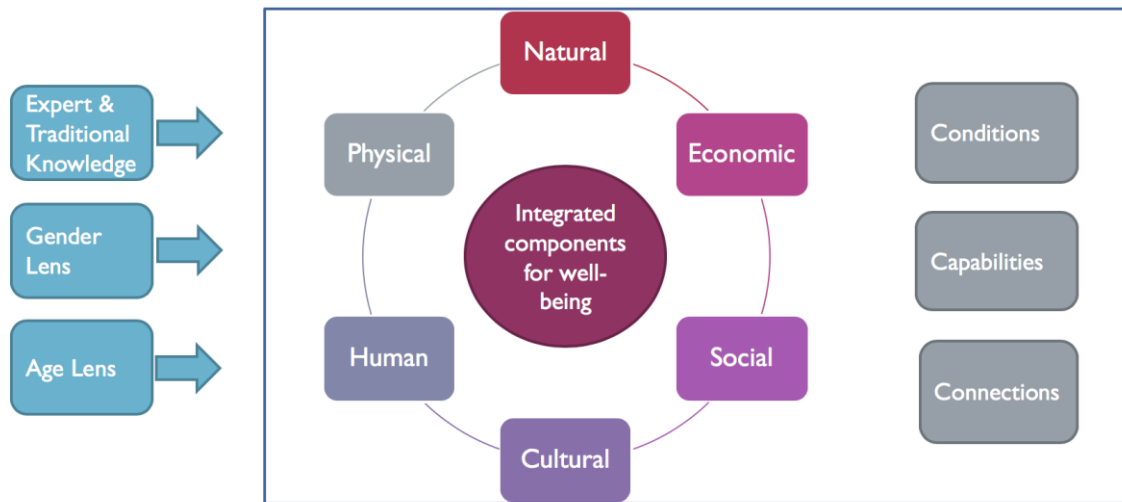 Expert &
Traditional
Knowledge
Gender
Lens
Age Lens
Natural
Physical
Economic
Integrated
components
for well-
being
Human
Social
Cultural
Conditions
Capabilities
Connections